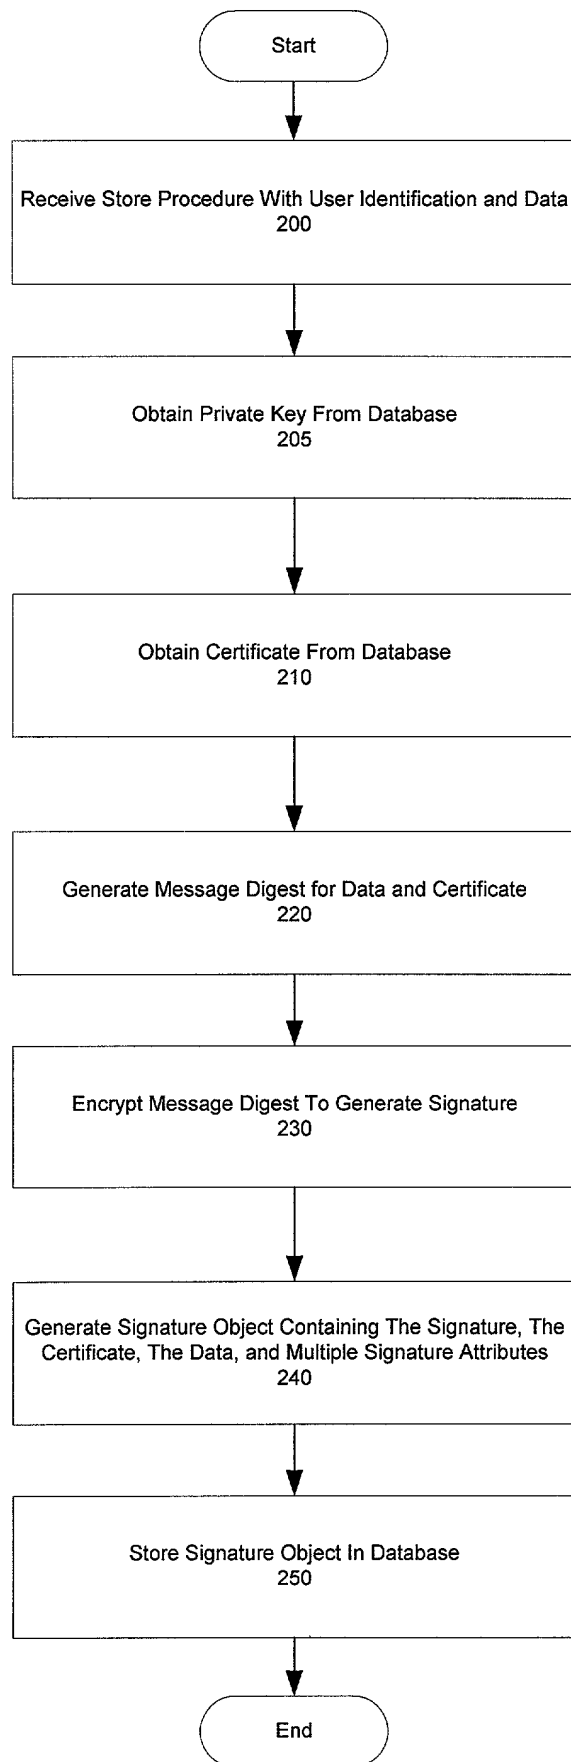 Start
Receive Store Procedure With User Identification and Data
200
Obtain Private Key From Database
205
Obtain Certificate From Database
210
Generate Message Digest for Data and Certificate
220
Encrypt Message Digest To Generate Signature
230
Generate Signature Object Containing The Signature, The
Certificate, The Data, and Multiple Signature Attributes
240
Store Signature Object In Database
250
End